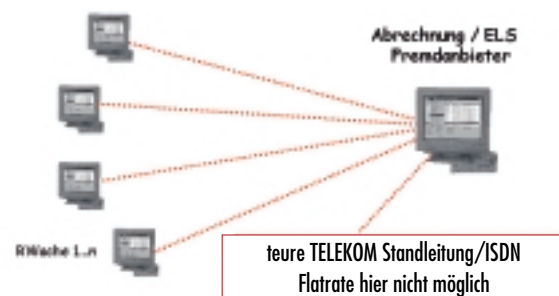 Abrechnung / ELS
Fremdanbieter
RWache 1..n
teure TELEKOM Standleitung/ISDN
Flatrate hier nicht möglich